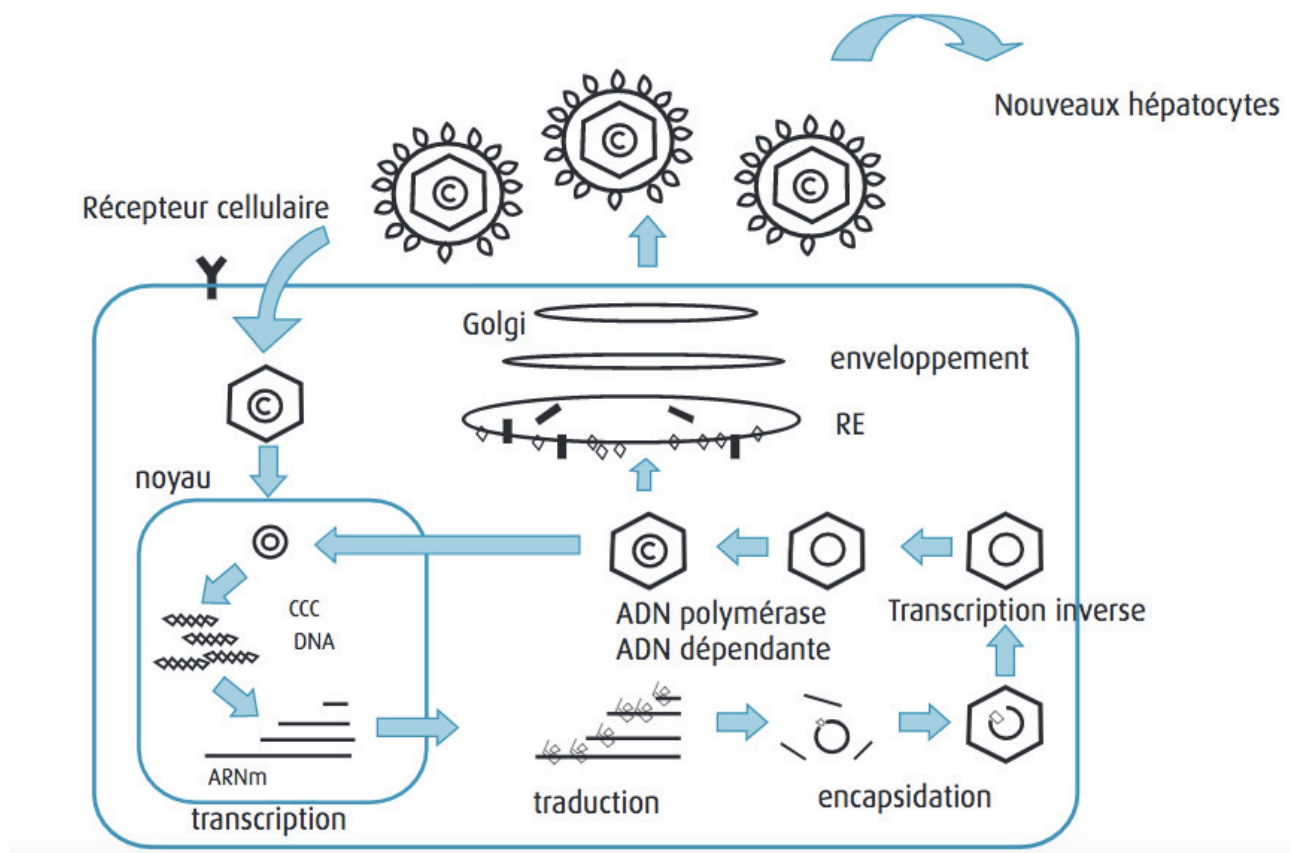 Nouveaux hépatocytes
Récepteur cellulaire
C
C
C
Golgi
enveloppement
C
RE
noyau
C
CCC
DNA
ADN polymérase
ADN dépendante
Transcription inverse
ARNm
transcription
traduction
encapsidation